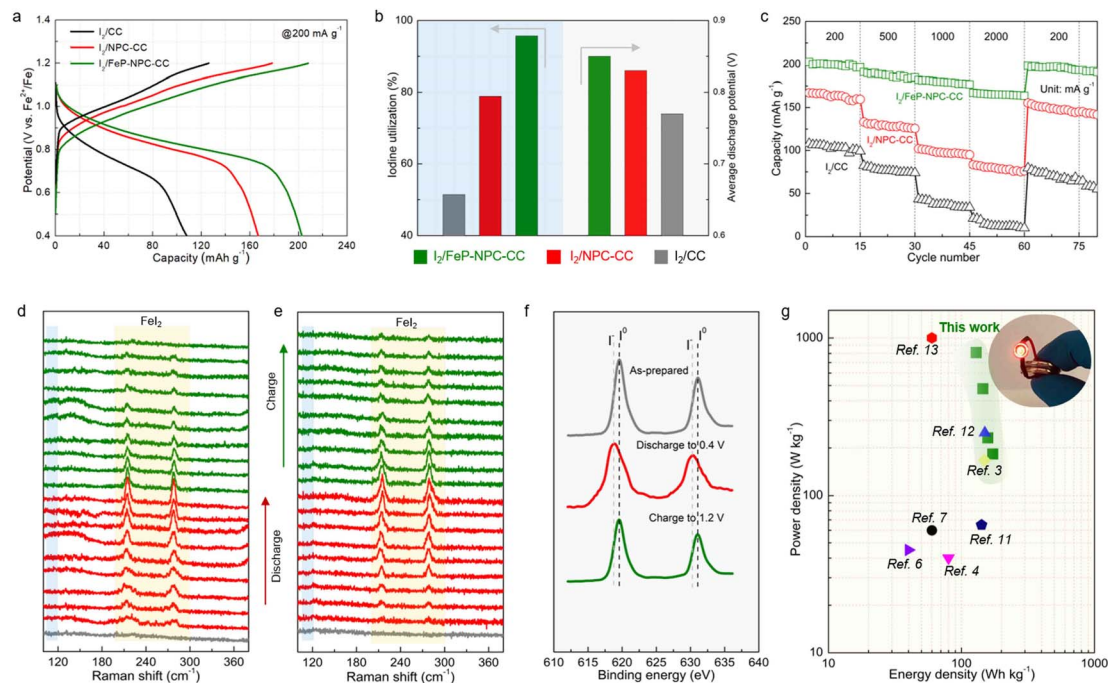 a
I₂/CC
I₂/NPC-CC
I₂/FeP-NPC-CC
@200 mA g⁻¹
Potential (V vs. Fe²⁺/Fe)
1.4
1.2
1.0
0.8
0.6
0.4
0 40 80 120 160 200 240
Capacity (mAh g⁻¹)
b
Iodine utilization (%)
100
80
60
40
0.9
0.8
0.7
0.6
Average discharge potential (V)
I₂/FeP-NPC-CC I₂/NPC-CC I₂/CC
c
200 500 1000 2000 200
Unit: mA g⁻¹
I₂/FeP-NPC-CC
I₂/NPC-CC
I₂/CC
Capacity (mAh g⁻¹)
250
200
150
100
50
0
0 15 30 45 60 75
Cycle number
d
FeI₂
Charge
Discharge
120 180 240 300 360
Raman shift (cm⁻¹)
e
FeI₂
120 180 240 300 360
Raman shift (cm⁻¹)
f
I⁻ I⁰ I⁻ I⁰
As-prepared
Discharge to 0.4 V
Charge to 1.2 V
610 615 620 625 630 635 640
Binding energy (eV)
g
This work
Ref. 13
Ref. 12
Ref. 3
Ref. 7
Ref. 11
Ref. 6
Ref. 4
Power density (W kg⁻¹)
1000
100
10
10 100 1000
Energy density (Wh kg⁻¹)